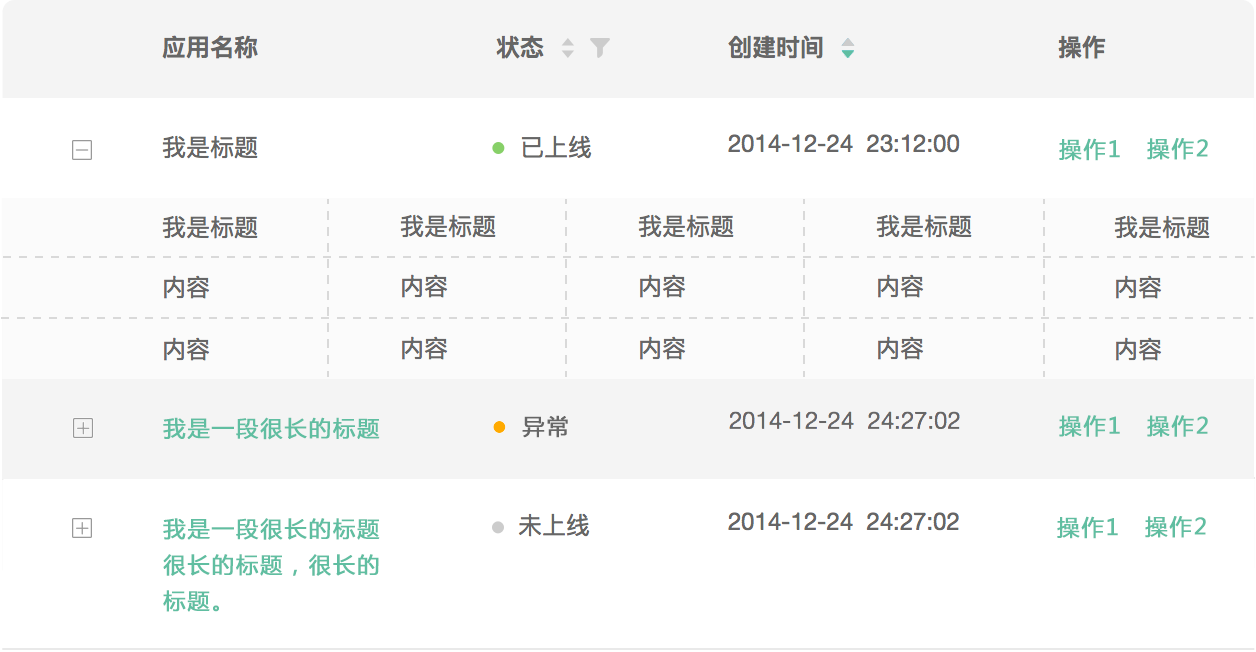 应用名称 状态 创建时间 操作
我是标题 已上线 2014-12-24 23:12:00 操作1 操作2
我是标题 我是标题 我是标题 我是标题 我是标题
内容 内容 内容 内容 内容
内容 内容 内容 内容 内容
我是一段很长的标题 异常 2014-12-24 24:27:02 操作1 操作2
我是一段很长的标题 未上线 2014-12-24 24:27:02 操作1 操作2
很长的标题，很长的
标题。